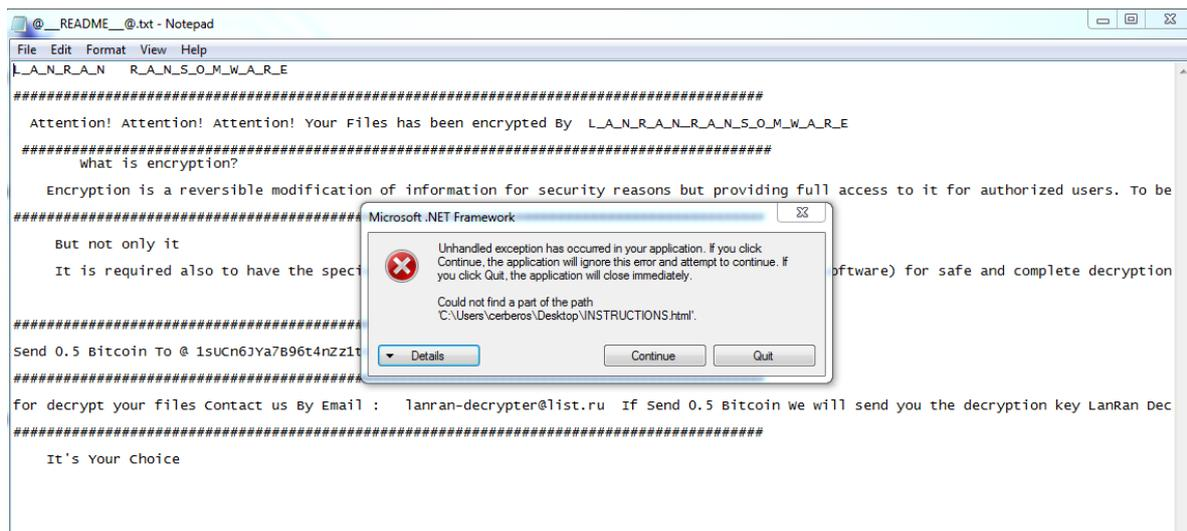 @__README__@.txt - Notepad
File Edit Format View Help
L_A_N_R_A_N R_A_N_S_O_M_W_A_R_E
##########################################################################################
Attention! Attention! Attention! Your Files has been encrypted By L_A_N_R_A_N_R_A_N_S_O_M_W_A_R_E
##########################################################################################
What is encryption?
Encryption is a reversible modification of information for security reasons but providing full access to it for authorized users. To be
##########################################
But not only it
It is required also to have the speci
oftware) for safe and complete decryption
##########################################
Send 0.5 Bitcoin To @ 1sUCn6JYa7B96t4nZz1t
##########################################
for decrypt your files Contact us By Email : lanran-decrypter@list.ru If Send 0.5 Bitcoin We will send you the decryption key LanRan Dec
##########################################################################################
It's Your Choice
Microsoft .NET Framework
Unhandled exception has occurred in your application. If you click
Continue, the application will ignore this error and attempt to continue. If
you click Quit, the application will close immediately.
Could not find a part of the path
'C:\Users\cerberos\Desktop\INSTRUCTIONS.html'.
Details
Continue
Quit